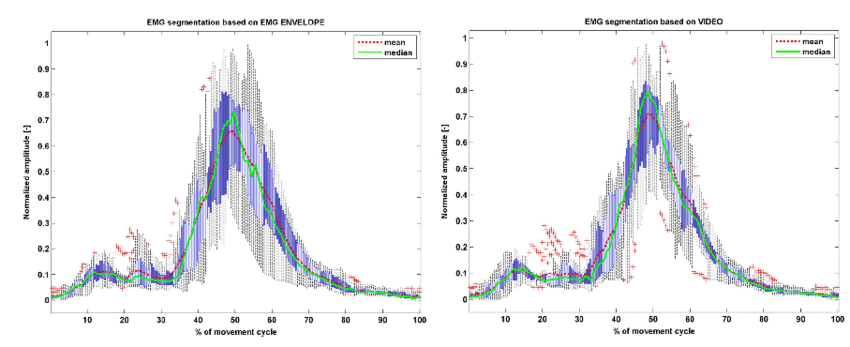 EMG segmentation based on EMG ENVELOPE
1
0.9
0.8
0.7
0.6
0.5
0.4
0.3
0.2
0.1
0
Normalized amplitude [-]
mean
median
10 20 30 40 50 60 70 80 90 100
% of movement cycle
EMG segmentation based on VIDEO
1
0.9
0.8
0.7
0.6
0.5
0.4
0.3
0.2
0.1
0
Normalized amplitude [-]
mean
median
10 20 30 40 50 60 70 80 90 100
% of movement cycle